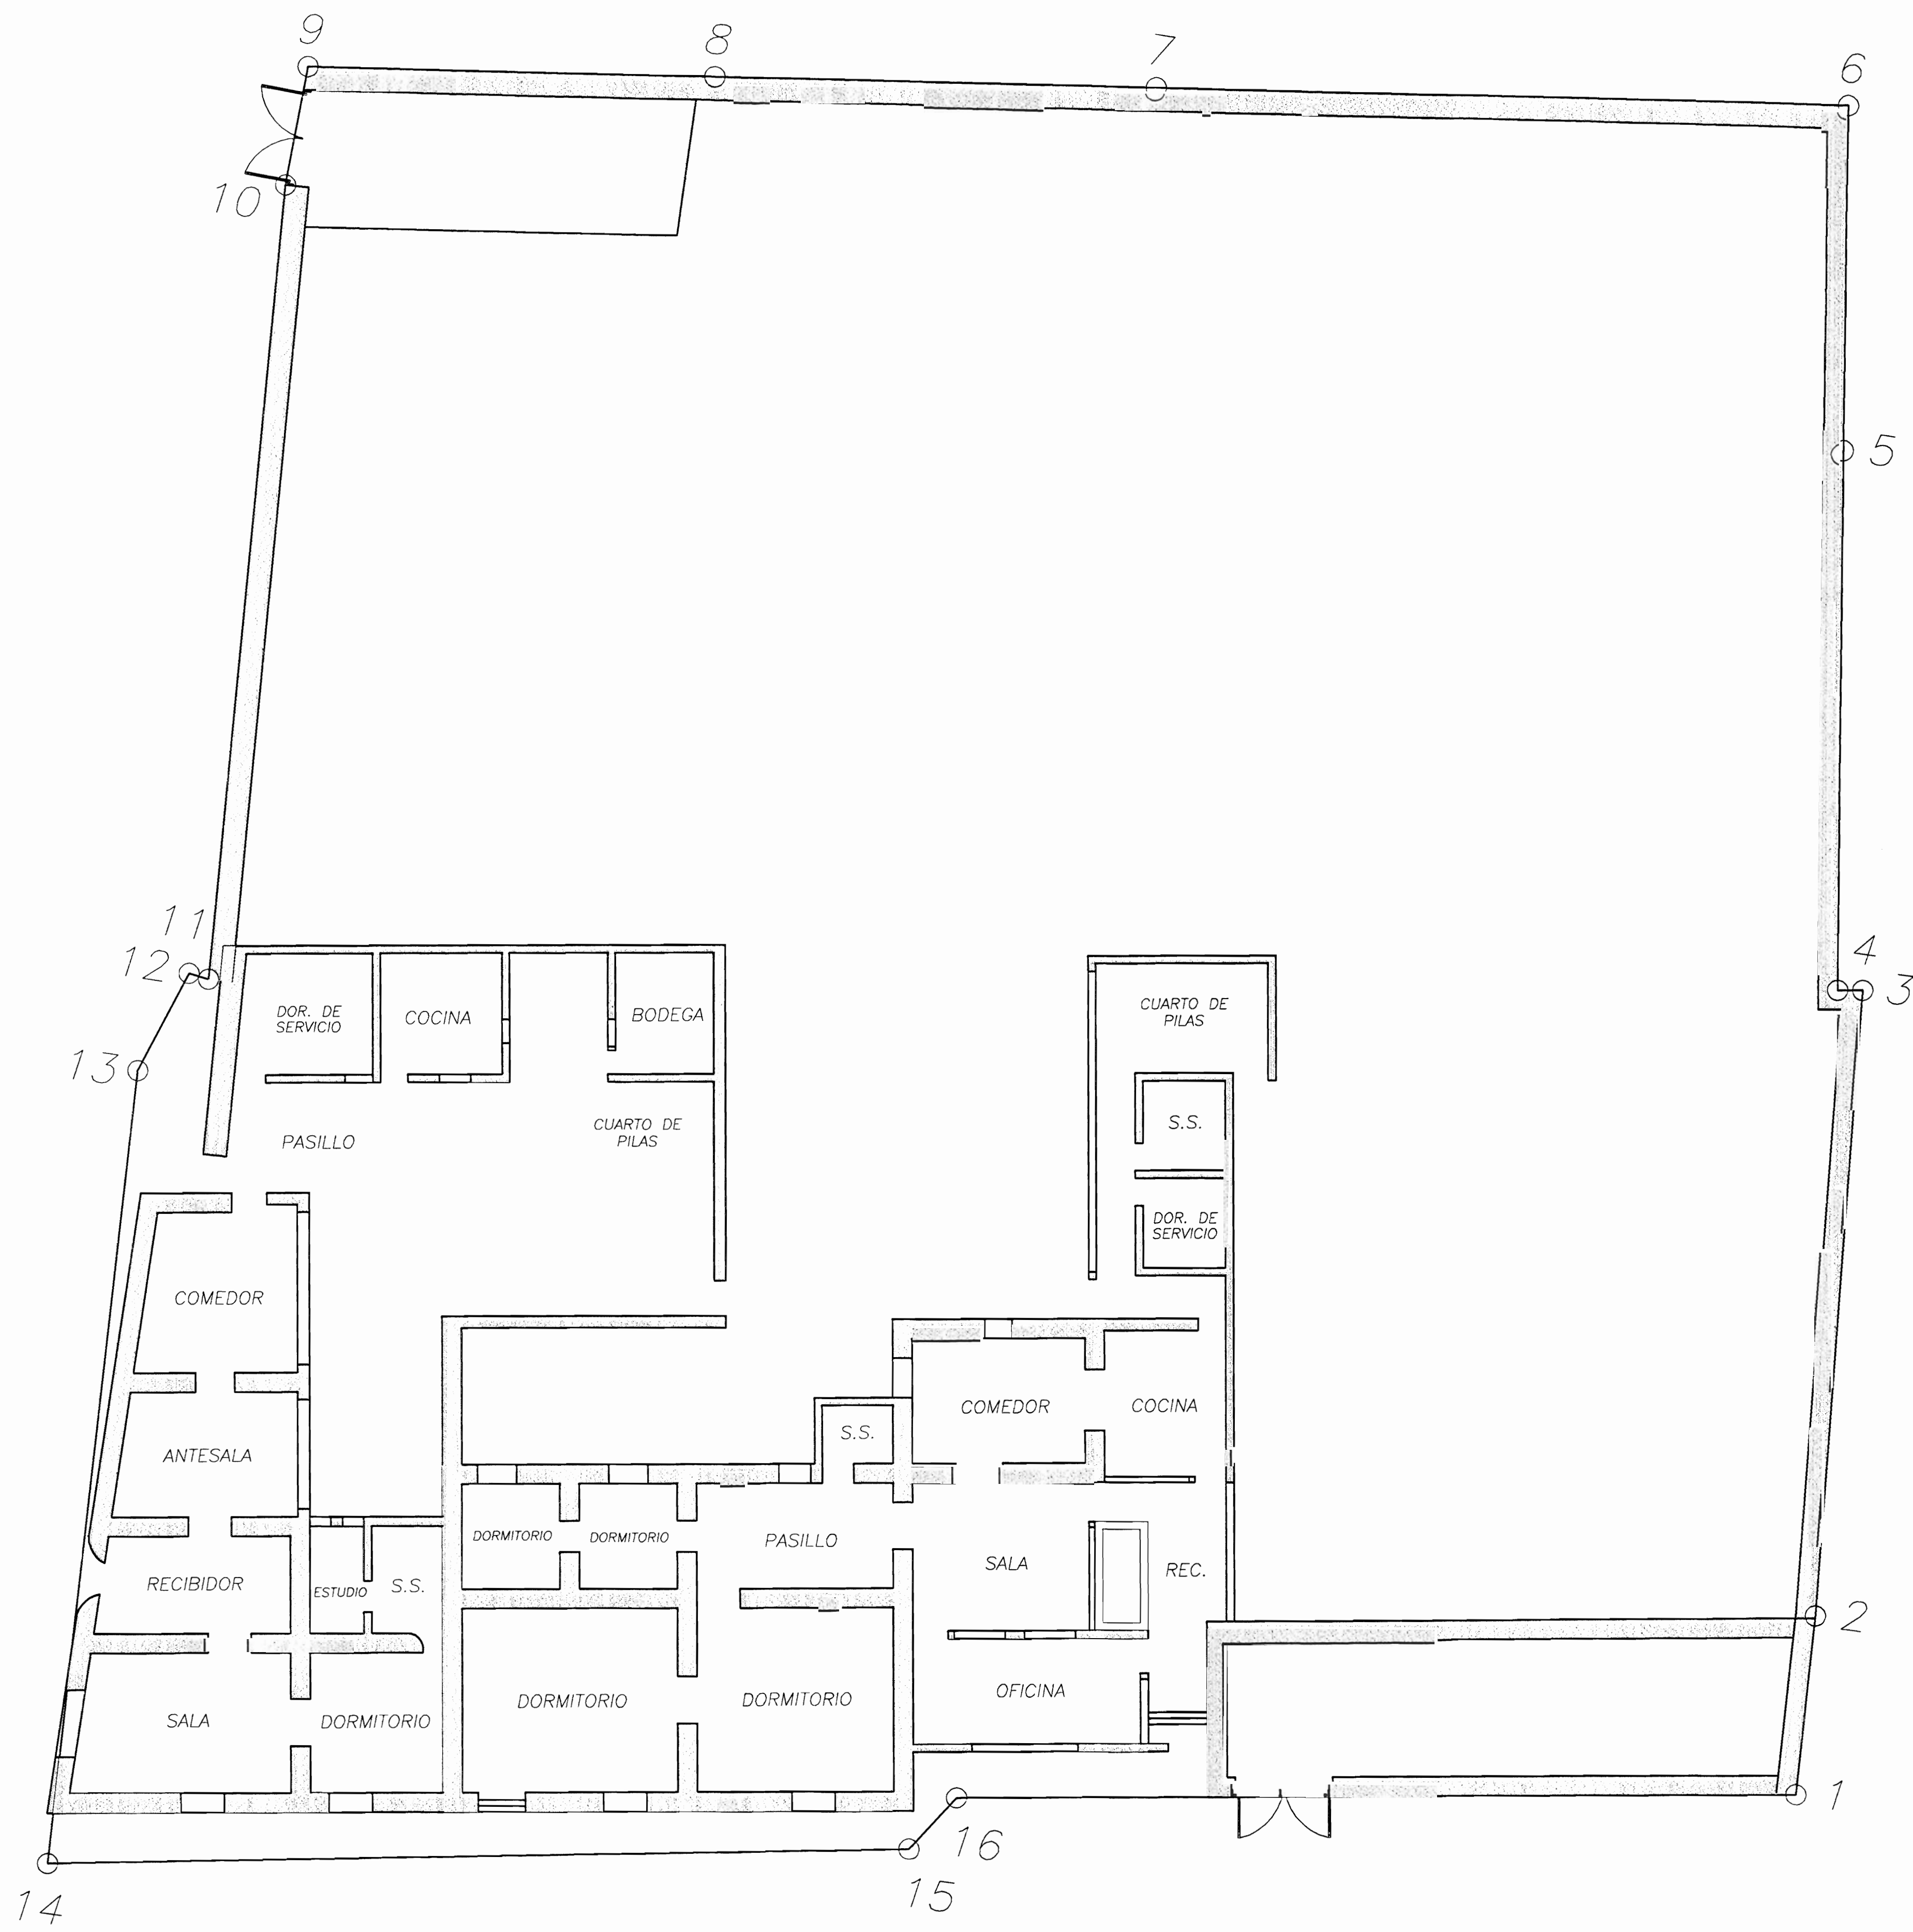 9
8
7
6
10
5
11
12
4
3
13
DOR. DE
SERVICIO
COCINA
BODEGA
CUARTO DE
PILAS
PASILLO
CUARTO DE
PILAS
S.S.
DOR. DE
SERVICIO
COMEDOR
ANTESALA
COMEDOR
COCINA
S.S.
DORMITORIO
DORMITORIO
PASILLO
SALA
REC.
RECIBIDOR
ESTUDIO
S.S.
2
SALA
DORMITORIO
DORMITORIO
DORMITORIO
OFICINA
1
16
15
14